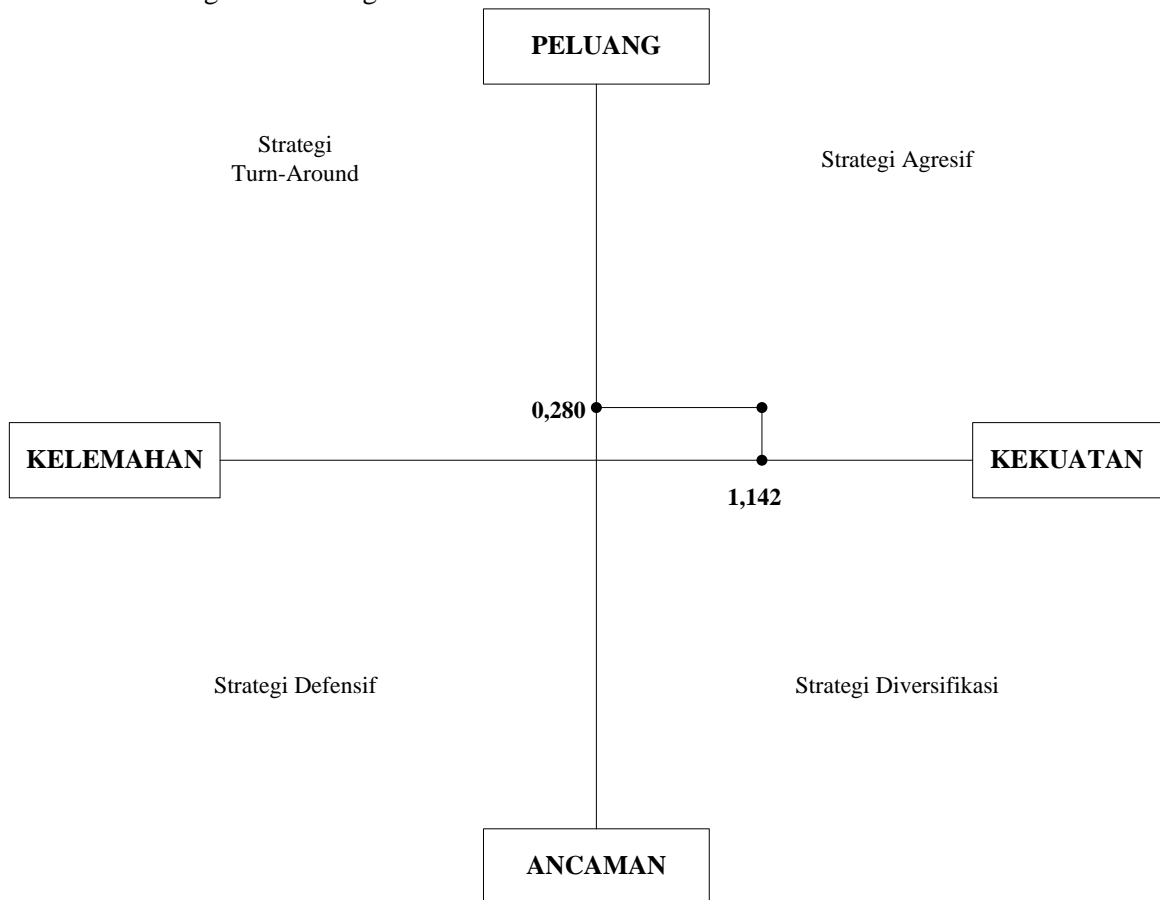 PELUANG
Strategi
Turn-Around
Strategi Agresif
0,280
KELEMAHAN
KEKUATAN
1,142
Strategi Defensif
Strategi Diversifikasi
ANCAMAN